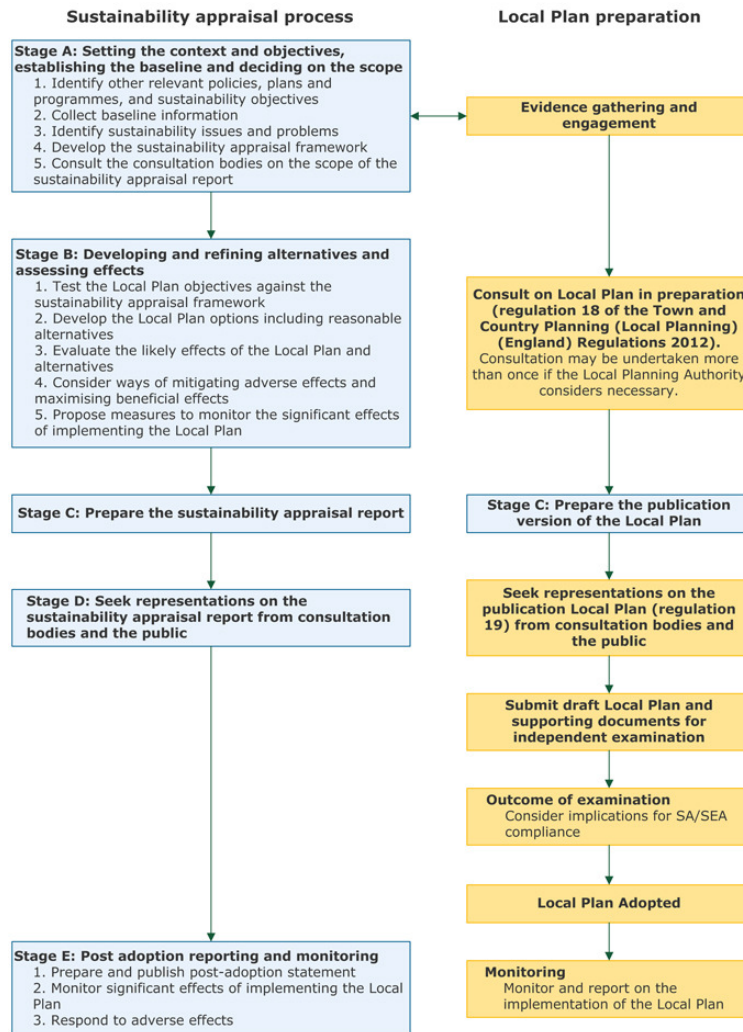 Sustainability appraisal process
Local Plan preparation
Stage A: Setting the context and objectives,
establishing the baseline and deciding on the scope
1. Identify other relevant policies, plans and
programmes, and sustainability objectives
2. Collect baseline information
3. Identify sustainability issues and problems
4. Develop the sustainability appraisal framework
5. Consult the consultation bodies on the scope of the
sustainability appraisal report
Evidence gathering and
engagement
Stage B: Developing and refining alternatives and
assessing effects
1. Test the Local Plan objectives against the
sustainability appraisal framework
2. Develop the Local Plan options including reasonable
alternatives
3. Evaluate the likely effects of the Local Plan and
alternatives
4. Consider ways of mitigating adverse effects and
maximising beneficial effects
5. Propose measures to monitor the significant effects
of implementing the Local Plan
Consult on Local Plan in preparation
(regulation 18 of the Town and
Country Planning (Local Planning)
(England) Regulations 2012).
Consultation may be undertaken more
than once if the Local Planning Authority
considers necessary.
Stage C: Prepare the sustainability appraisal report
Stage C: Prepare the publication
version of the Local Plan
Stage D: Seek representations on the
sustainability appraisal report from consultation
bodies and the public
Seek representations on the
publication Local Plan (regulation
19) from consultation bodies and
the public
Submit draft Local Plan and
supporting documents for
independent examination
Outcome of examination
Consider implications for SA/SEA
compliance
Local Plan Adopted
Stage E: Post adoption reporting and monitoring
1. Prepare and publish post-adoption statement
2. Monitor significant effects of implementing the Local
Plan
3. Respond to adverse effects
Monitoring
Monitor and report on the
implementation of the Local Plan